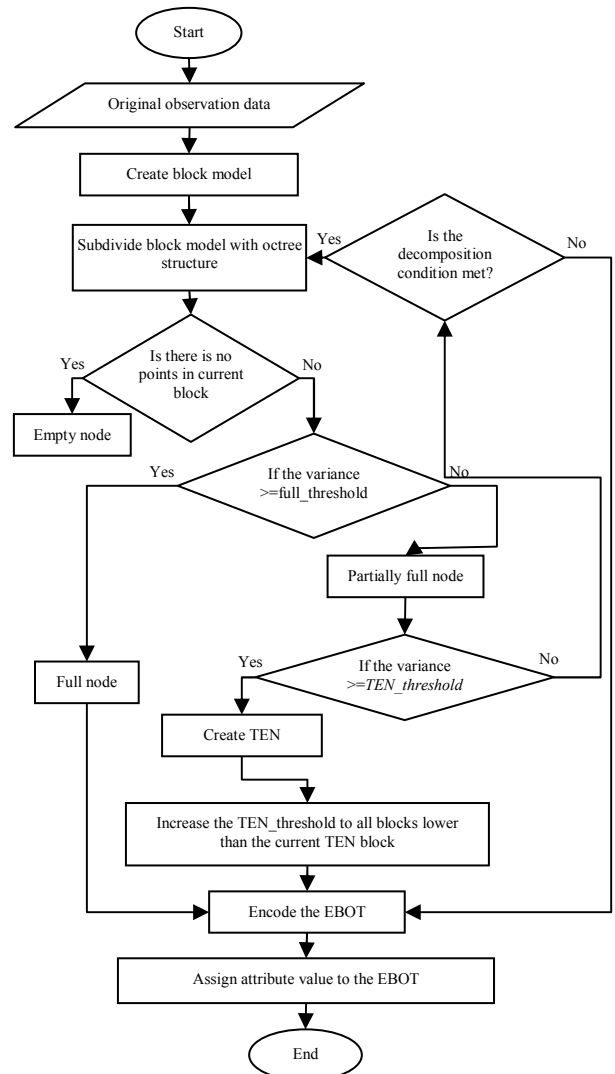 Start
Original observation data
Create block model
Subdivide block model with octree
structure
Yes
Is the
decomposition
condition met?
No
Yes
Is there is no
points in current
block
No
Empty node
Yes
If the variance
>=full_threshold
No
Partially full node
Yes
If the variance
>=TEN_threshold
No
Full node
Create TEN
Increase the TEN_threshold to all blocks lower
than the current TEN block
Encode the EBOT
Assign attribute value to the EBOT
End